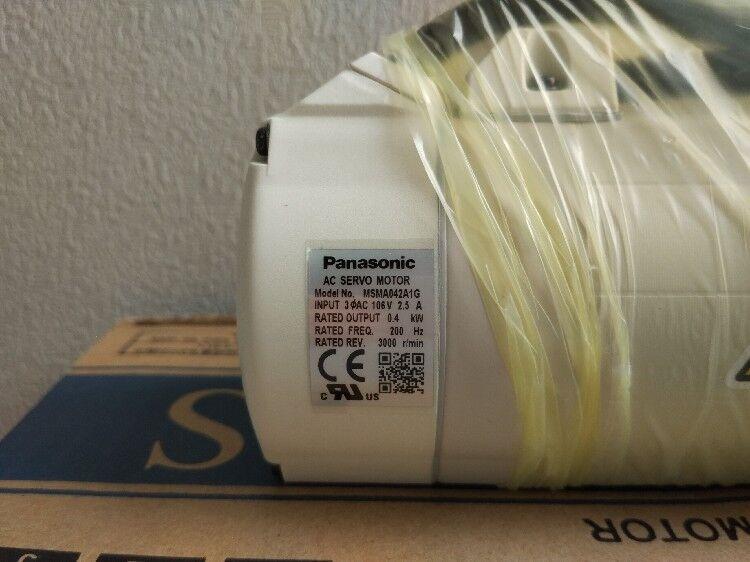 Panasonic
AC SERVO MOTOR
Model No. MSMA042A1G
INPUT 3ϕAC 106V 2.5 A
RATED OUTPUT 0.4 kW
RATED FREQ. 200 Hz
RATED REV. 3000 r/min
CE
c RU US
S
MOTOR